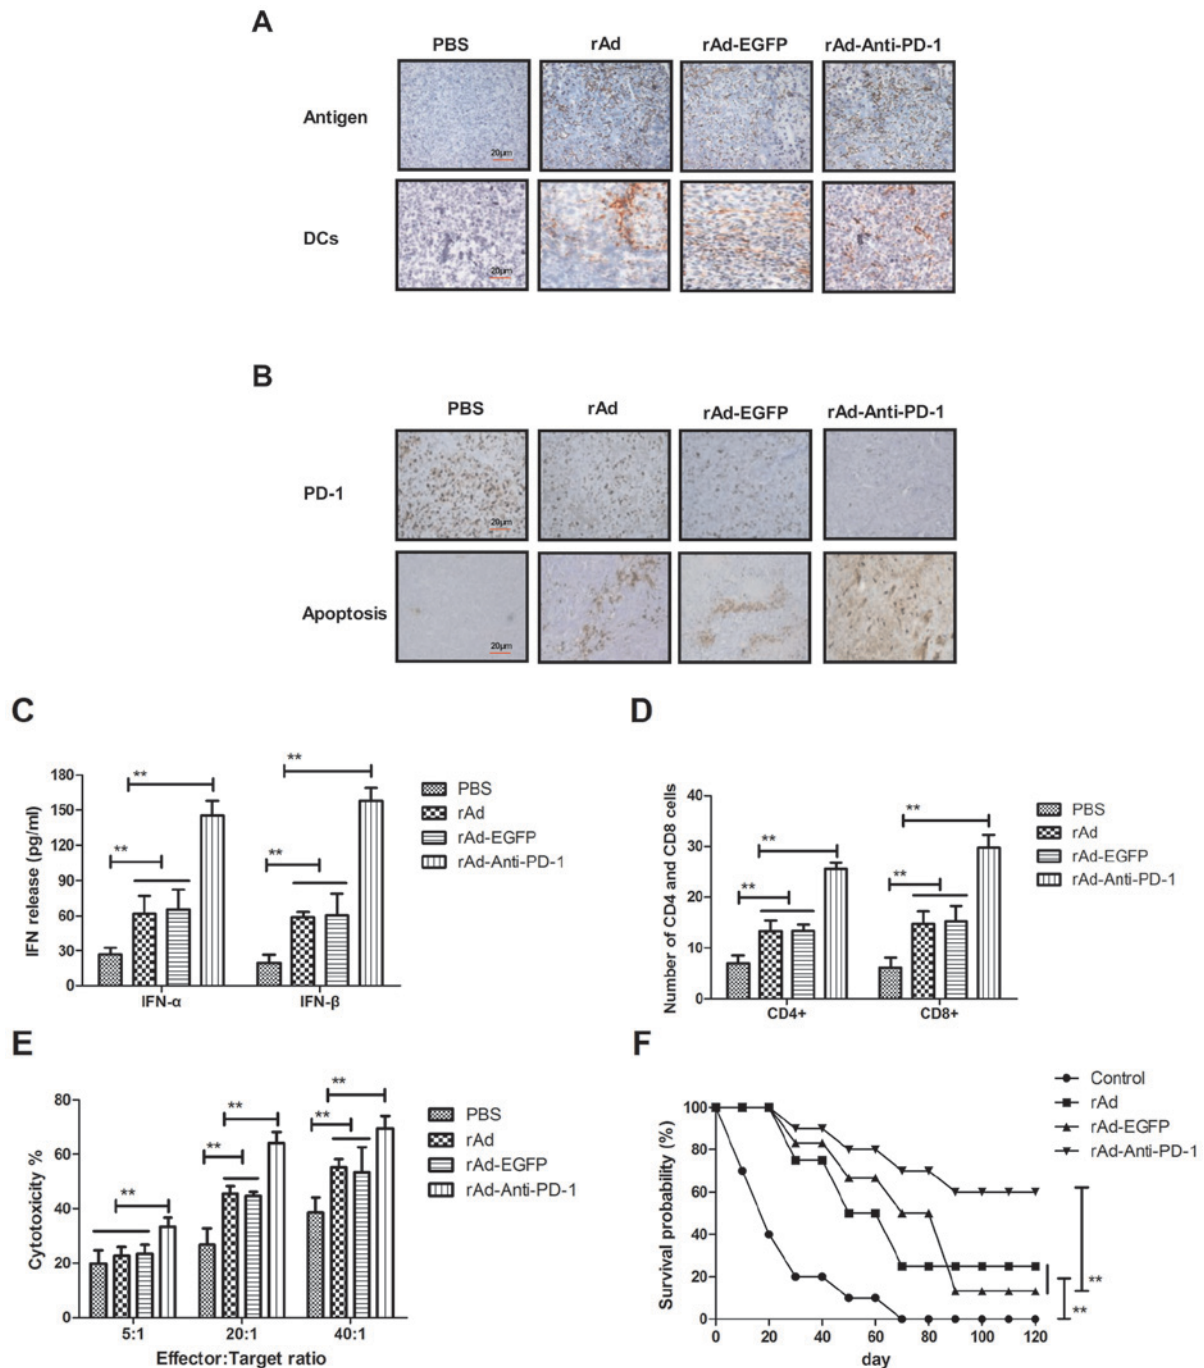 A
PBS rAd rAd-EGFP rAd-Anti-PD-1
Antigen
20μm
DCs
20μm
B
PBS rAd rAd-EGFP rAd-Anti-PD-1
PD-1
20μm
Apoptosis
20μm
C
IFN release (pg/ml)
180
150
120
90
60
30
0
** ** ** **
IFN-α IFN-β
PBS
rAd
rAd-EGFP
rAd-Anti-PD-1
D
Number of CD4 and CD8 cells
40
30
20
10
0
** ** ** **
CD4+ CD8+
PBS
rAd
rAd-EGFP
rAd-Anti-PD-1
E
Cytotoxicity %
80
60
40
20
0
** ** ** ** **
5:1 20:1 40:1
Effector:Target ratio
PBS
rAd
rAd-EGFP
rAd-Anti-PD-1
F
Survival probability (%)
100
80
60
40
20
0
0 20 40 60 80 100 120
day
Control
rAd
rAd-EGFP
rAd-Anti-PD-1
**
**